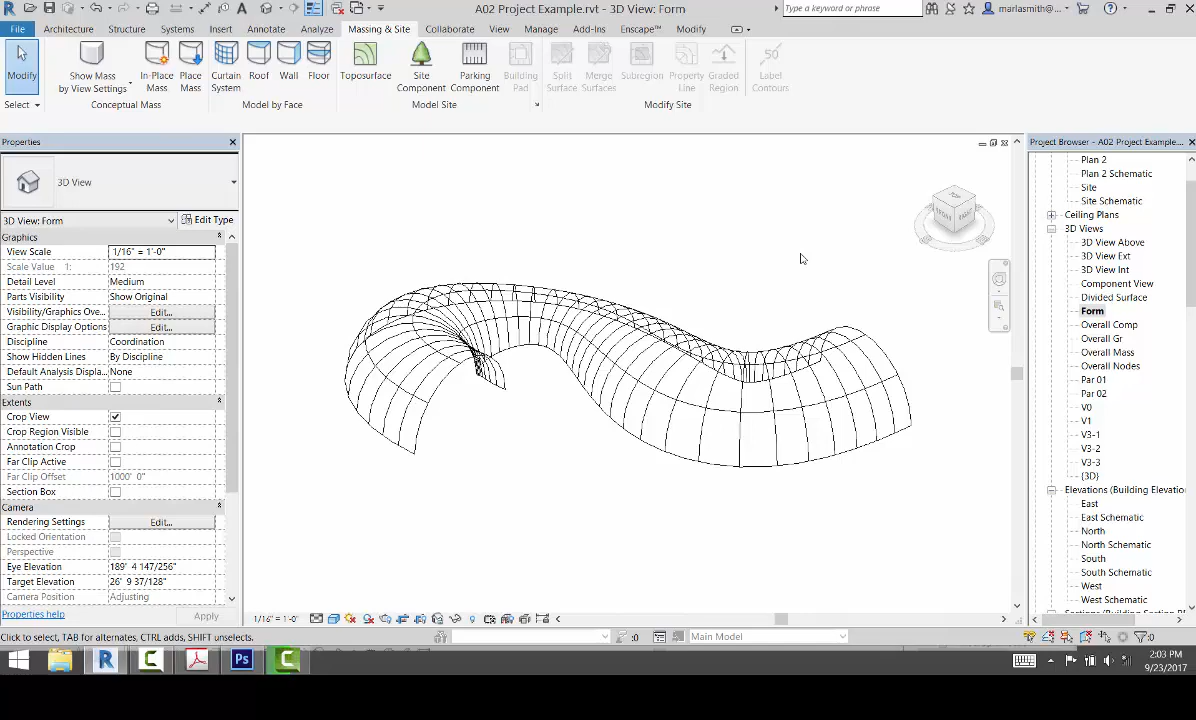 A02 Project Example.rvt - 3D View: Form
Type a keyword or phrase
marlasmith@...
File
Architecture
Structure
Systems
Insert
Annotate
Analyze
Massing & Site
Collaborate
View
Manage
Add-Ins
Enscape™
Modify
Modify
Select
Show Mass
by View Settings
In-Place
Mass
Place
Mass
Conceptual Mass
Curtain
System
Roof
Wall
Floor
Model by Face
Toposurface
Site
Component
Parking
Component
Building
Pad
Model Site
Split
Surface
Merge
Surfaces
Subregion
Property
Line
Graded
Region
Label
Contours
50
Modify Site
Properties
3D View
3D View: Form
Edit Type
Graphics
View Scale
1/16" = 1'-0"
Scale Value 1:
192
Detail Level
Medium
Parts Visibility
Show Original
Visibility/Graphics Ove...
Edit...
Graphic Display Options
Edit...
Discipline
Coordination
Show Hidden Lines
By Discipline
Default Analysis Displa...
None
Sun Path
Extents
Crop View
Crop Region Visible
Annotation Crop
Far Clip Active
Far Clip Offset
1000' 0"
Section Box
Camera
Rendering Settings
Edit...
Locked Orientation
Perspective
Eye Elevation
189' 4 147/256"
Target Elevation
26' 9 37/128"
Camera Position
Adjusting
Properties help
Apply
Project Browser - A02 Project Example...
Plan 2
Plan 2 Schematic
Site
Site Schematic
Ceiling Plans
3D Views
3D View Above
3D View Ext
3D View Int
Component View
Divided Surface
Form
Overall Comp
Overall Gr
Overall Mass
Overall Nodes
Par 01
Par 02
V0
V1
V3-1
V3-2
V3-3
{3D}
Elevations (Building Elevatio
East
East Schematic
North
North Schematic
South
South Schematic
West
West Schematic
1/16" = 1'-0"
Click to select, TAB for alternates, CTRL adds, SHIFT unselects.
:0
Main Model
:0
2:03 PM
9/23/2017